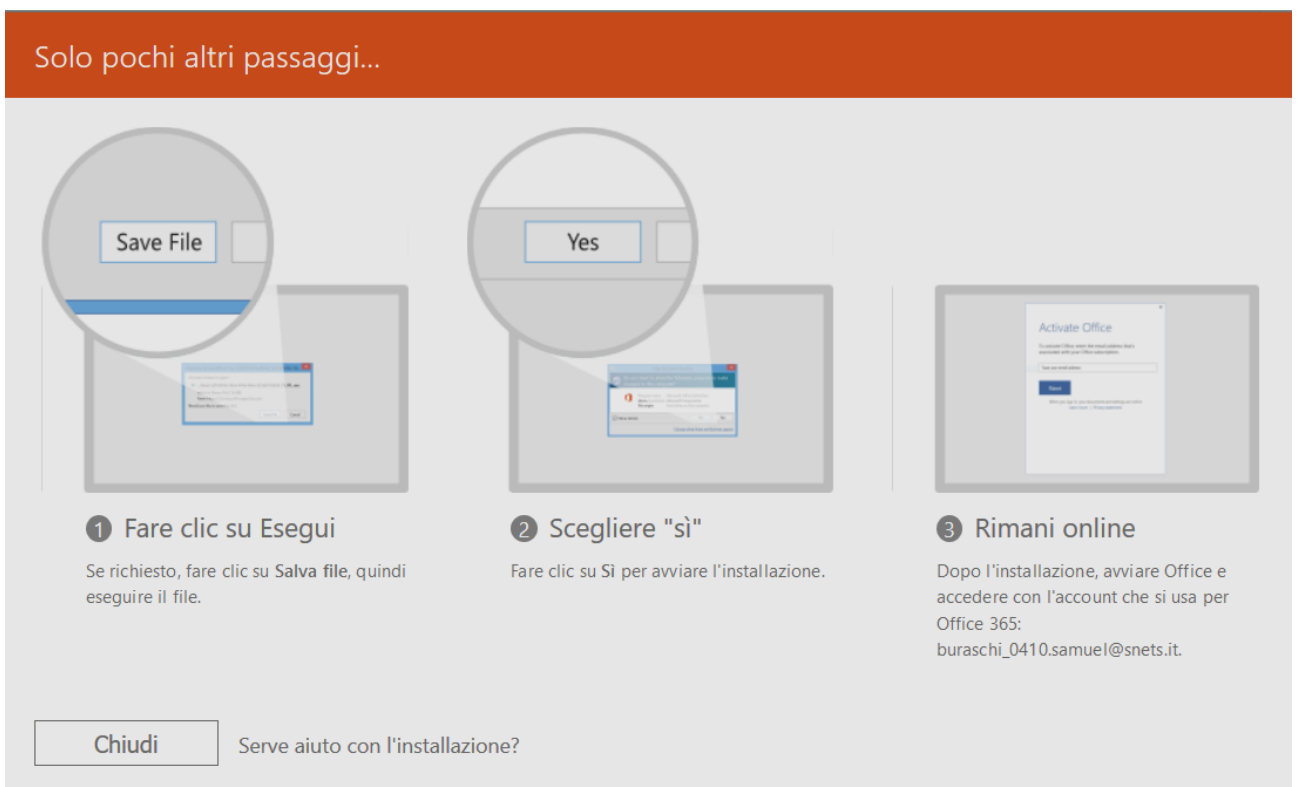 Solo pochi altri passaggi...
Save File
Yes
Activate Office
1 Fare clic su Esegui
Se richiesto, fare clic su Salva file, quindi
eseguire il file.
2 Scegliere "sì"
Fare clic su Sì per avviare l'installazione.
3 Rimani online
Dopo l'installazione, avviare Office e
accedere con l'account che si usa per
Office 365:
buraschi_0410.samuel@snets.it.
Chiudi
Serve aiuto con l'installazione?